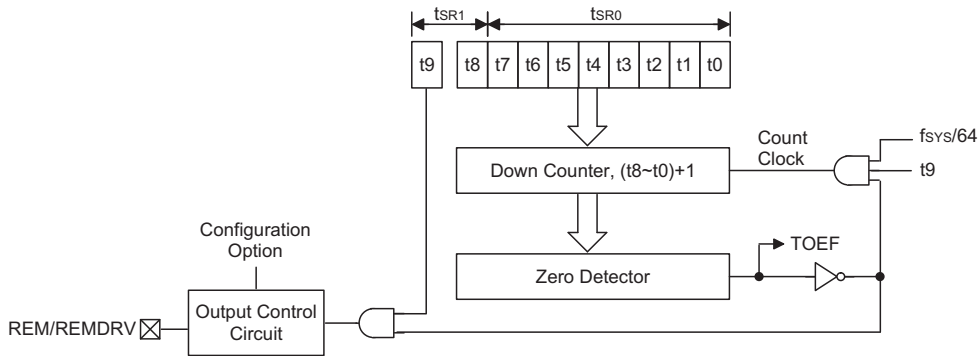 tSR1 tSR0
t9 t8 t7 t6 t5 t4 t3 t2 t1 t0
Down Counter, (t8~t0)+1
Count
Clock
fSYS/64
t9
Zero Detector
TOEF
Configuration
Option
Output Control
Circuit
REM/REMDRV